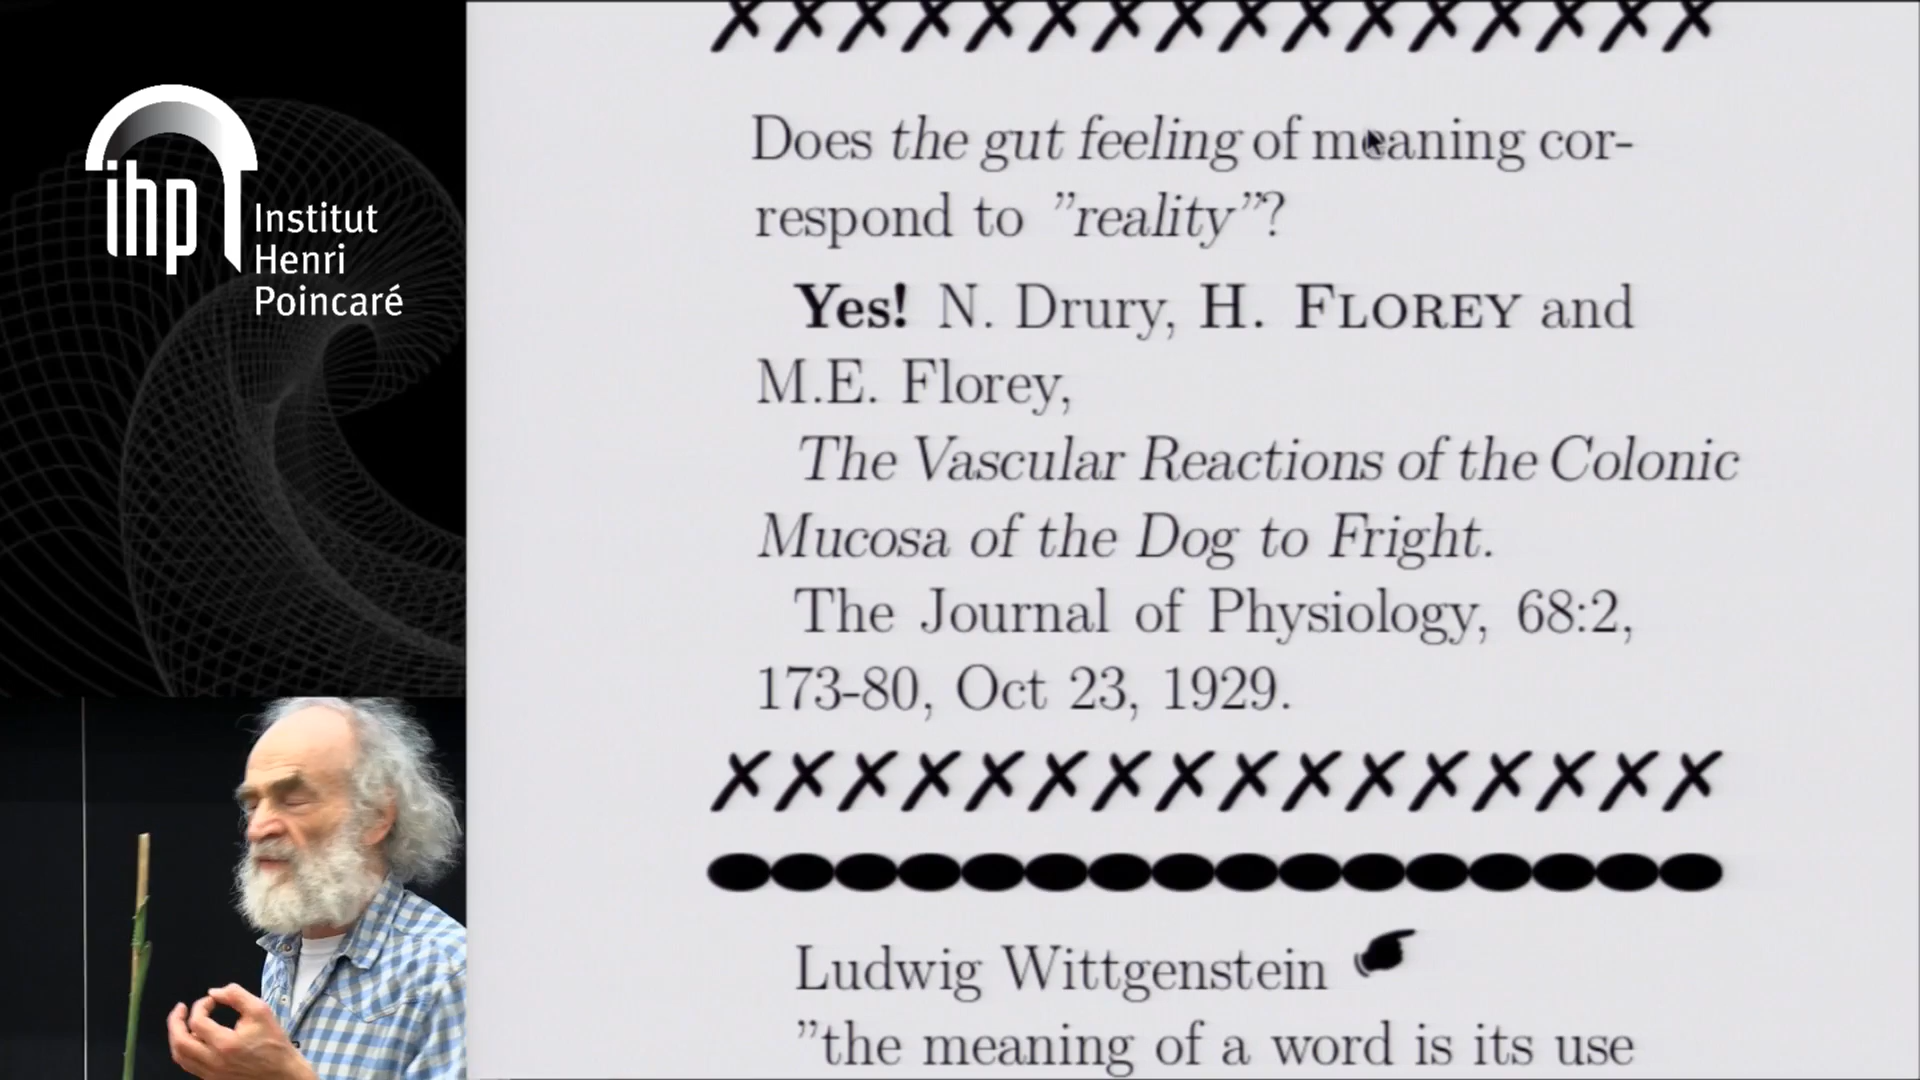 ihp
Institut
Henri
Poincaré
Does the gut feeling of meaning cor-
respond to "reality"?
Yes! N. Drury, H. FLOREY and
M.E. Florey,
The Vascular Reactions of the Colonic
Mucosa of the Dog to Fright.
The Journal of Physiology, 68:2,
173-80, Oct 23, 1929.
Ludwig Wittgenstein
"the meaning of a word is its use